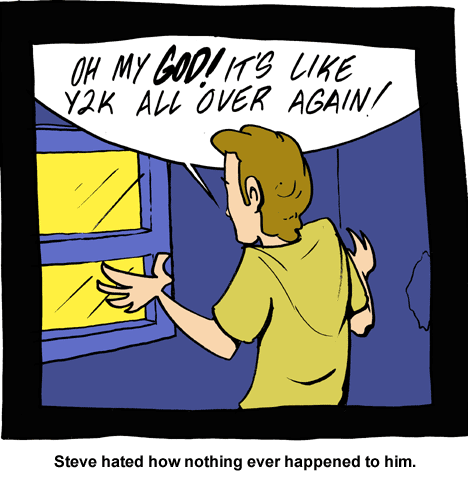 OH MY GOD! IT'S LIKE
Y2K ALL OVER AGAIN!
Steve hated how nothing ever happened to him.